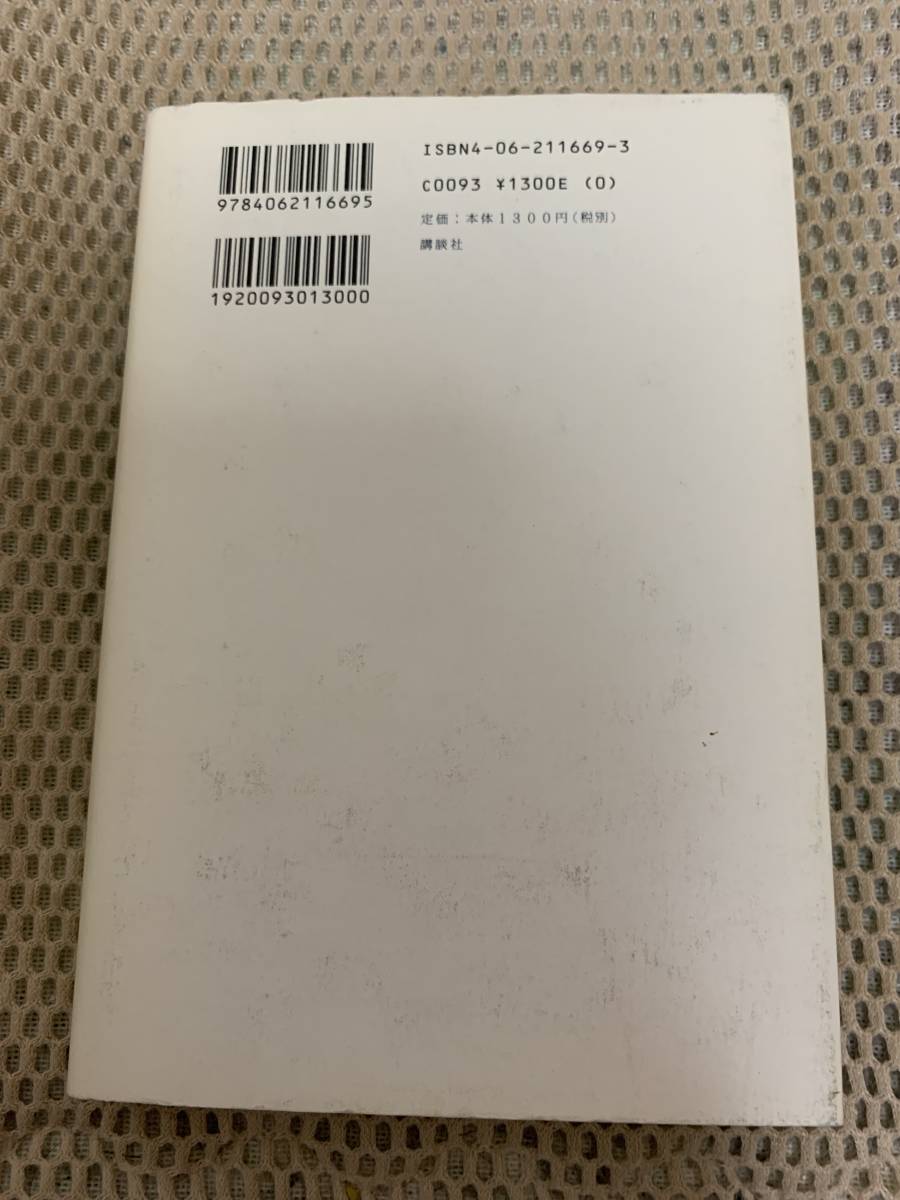 ISBN4-06-211669-3
C0093 ¥1300E (0)
定価：本体1300円(税別)
講談社
9784062116695
1920093013000